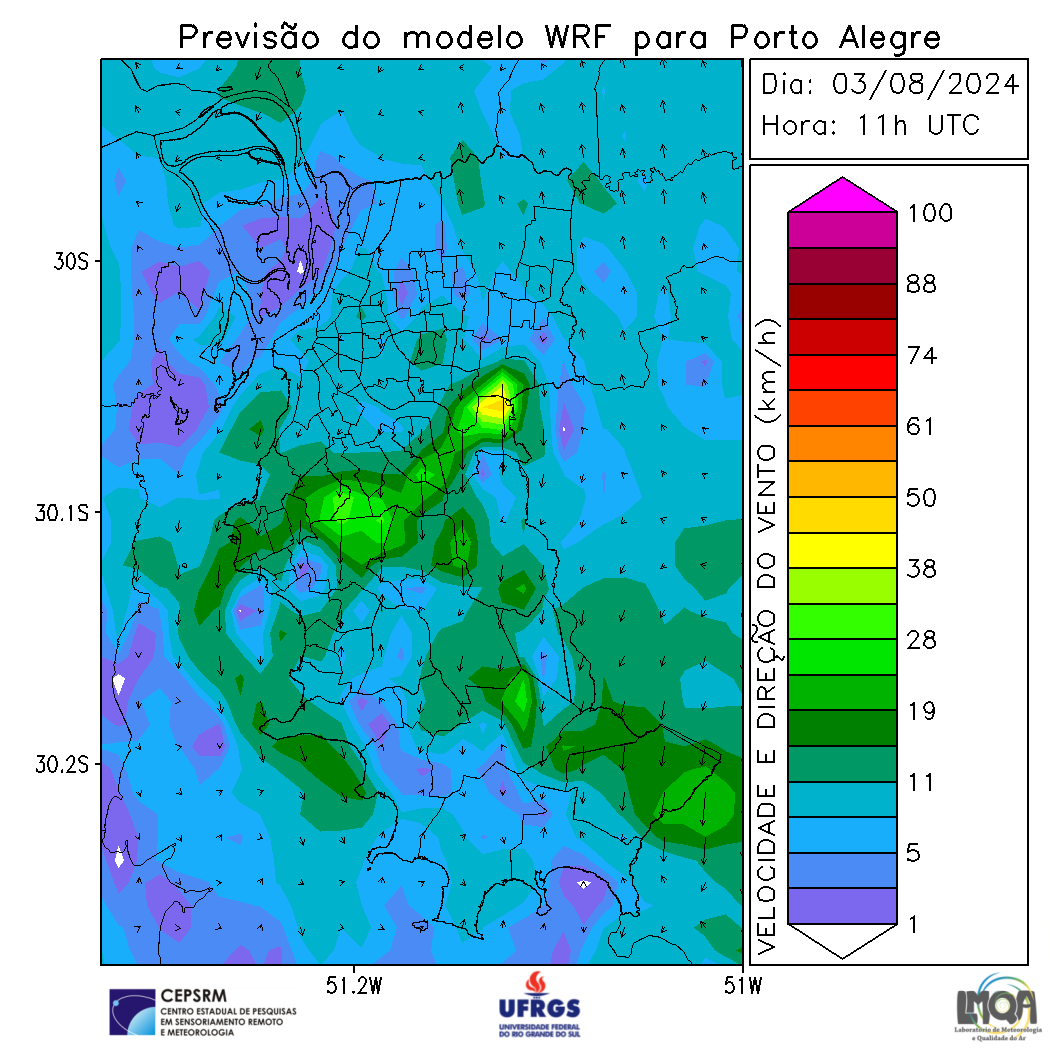 Previsão do modelo WRF para Porto Alegre
Dia: 03/08/2024
Hora: 11h UTC
30S
30.1S
30.2S
51.2W
51W
VELOCIDADE E DIREÇÃO DO VENTO (km/h)
100
88
74
61
50
38
28
19
11
5
1
CEPSRM
CENTRO ESTADUAL DE PESQUISAS
EM SENSORIAMENTO REMOTO
E METEOROLOGIA
UFRGS
UNIVERSIDADE FEDERAL
DO RIO GRANDE DO SUL
LMQA
Laboratório de Meteorologia
e Qualidade do Ar